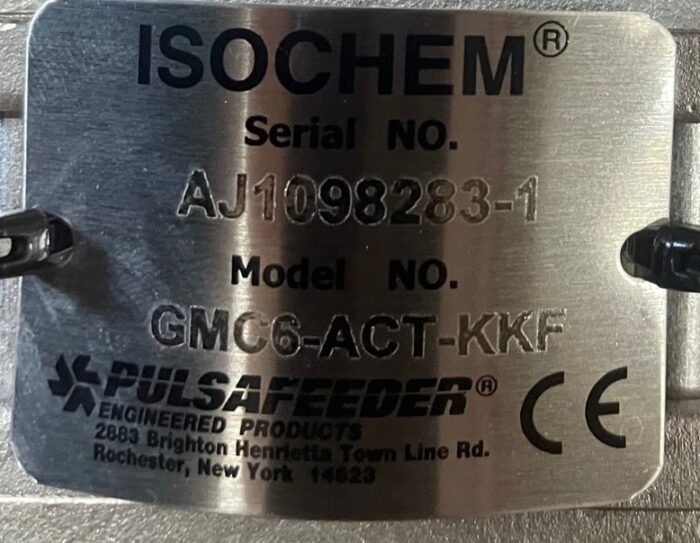 ISOCHEM®
Serial NO.
AJ1098283-1
Model NO.
GMC6-ACT-KKF
PULSAFEEDER®
CE
ENGINEERED PRODUCTS
2883 Brighton Henrietta Town Line Rd.
Rochester, New York 14623